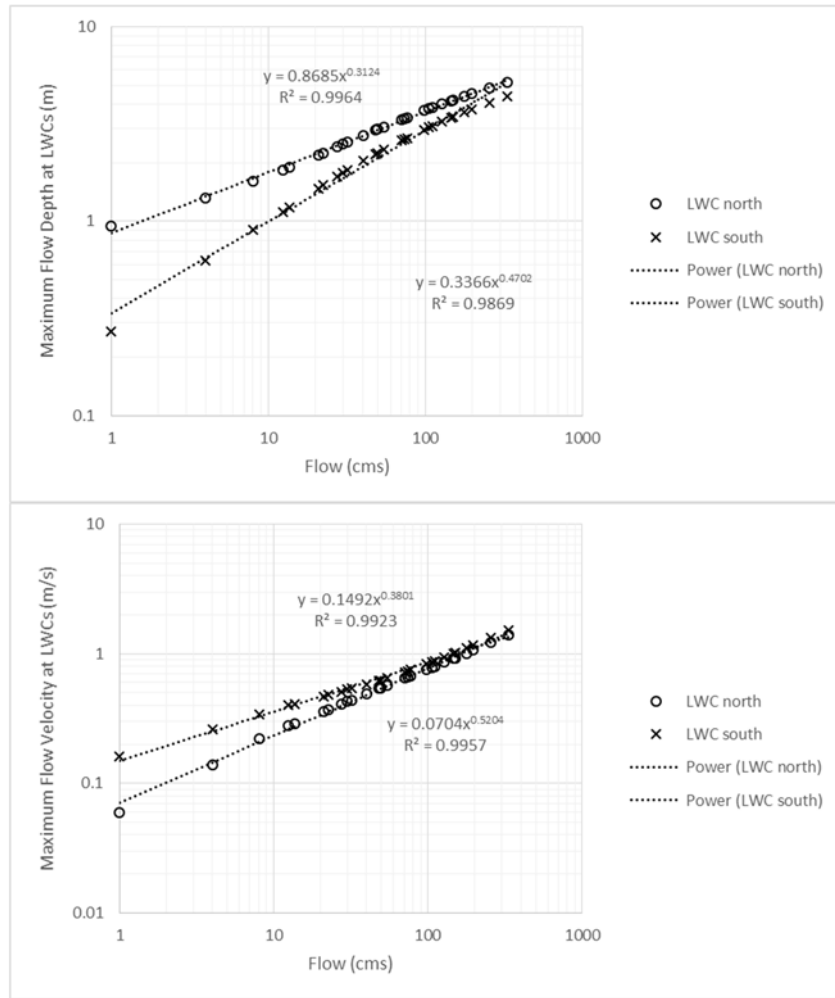 10
1
0.1
1
10
100
1000
Maximum Flow Depth at LWCs (m)
Flow (cms)
y = 0.8685x^0.3124
R² = 0.9964
y = 0.3366x^0.4702
R² = 0.9869
LWC north
LWC south
Power (LWC north)
Power (LWC south)
10
1
0.1
0.01
1
10
100
1000
Maximum Flow Velocity at LWCs (m/s)
Flow (cms)
y = 0.1492x^0.3801
R² = 0.9923
y = 0.0704x^0.5204
R² = 0.9957
LWC north
LWC south
Power (LWC north)
Power (LWC south)